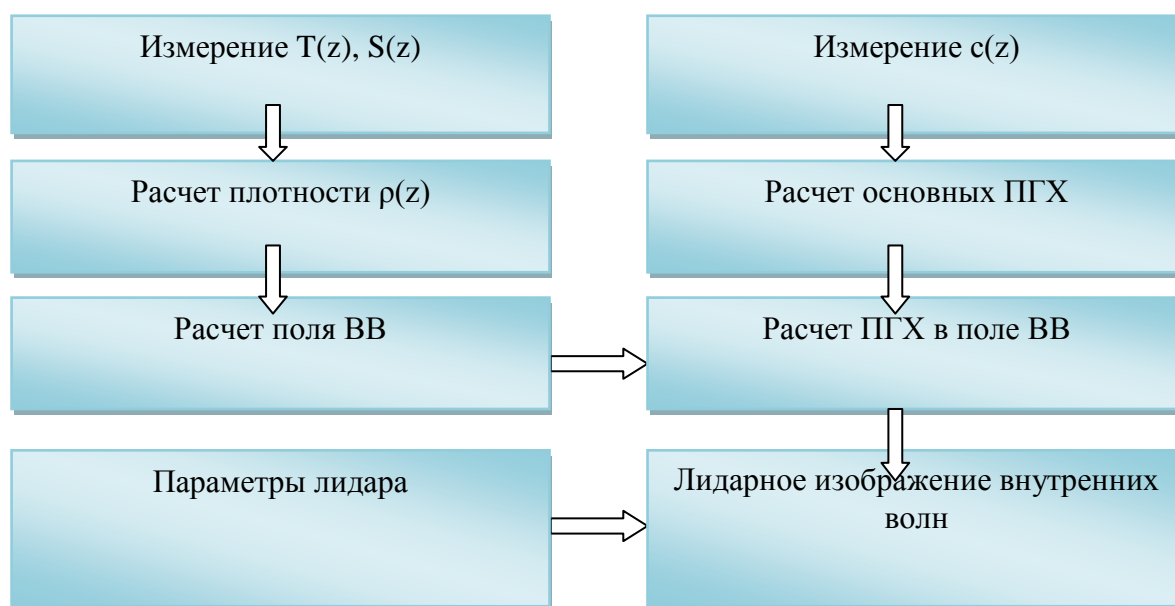 Измерение T(z), S(z)
Измерение c(z)
Расчет плотности ρ(z)
Расчет основных ПГХ
Расчет поля ВВ
Расчет ПГХ в поле ВВ
Параметры лидара
Лидарное изображение внутренних
волн